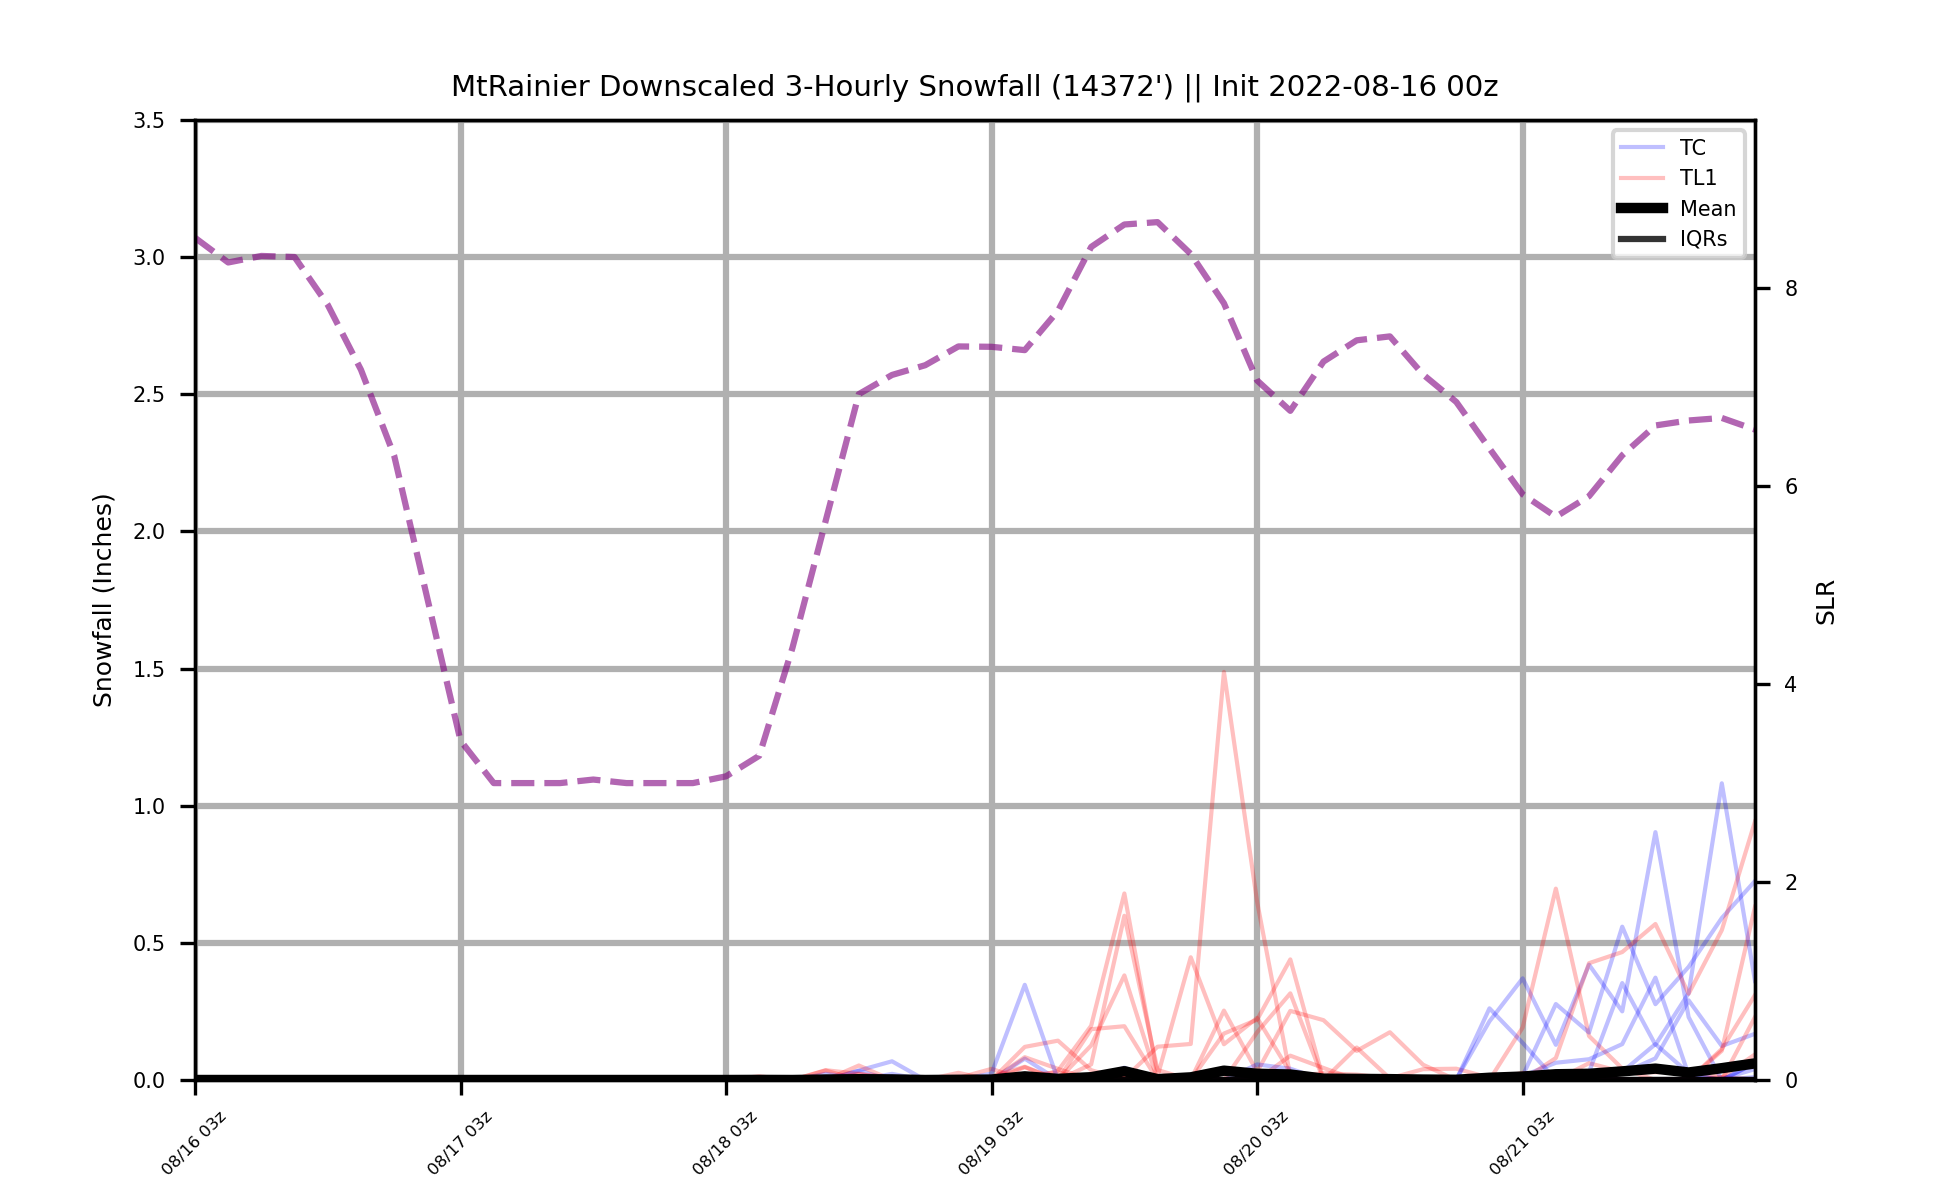 MtRainier Downscaled 3-Hourly Snowfall (14372') || Init 2022-08-16 00z
3.5
3.0
2.5
2.0
1.5
1.0
0.5
0.0
Snowfall (Inches)
TC
TL1
Mean
IQRs
8
6
4
2
0
SLR
08/16 03z
08/17 03z
08/18 03z
08/19 03z
08/20 03z
08/21 03z